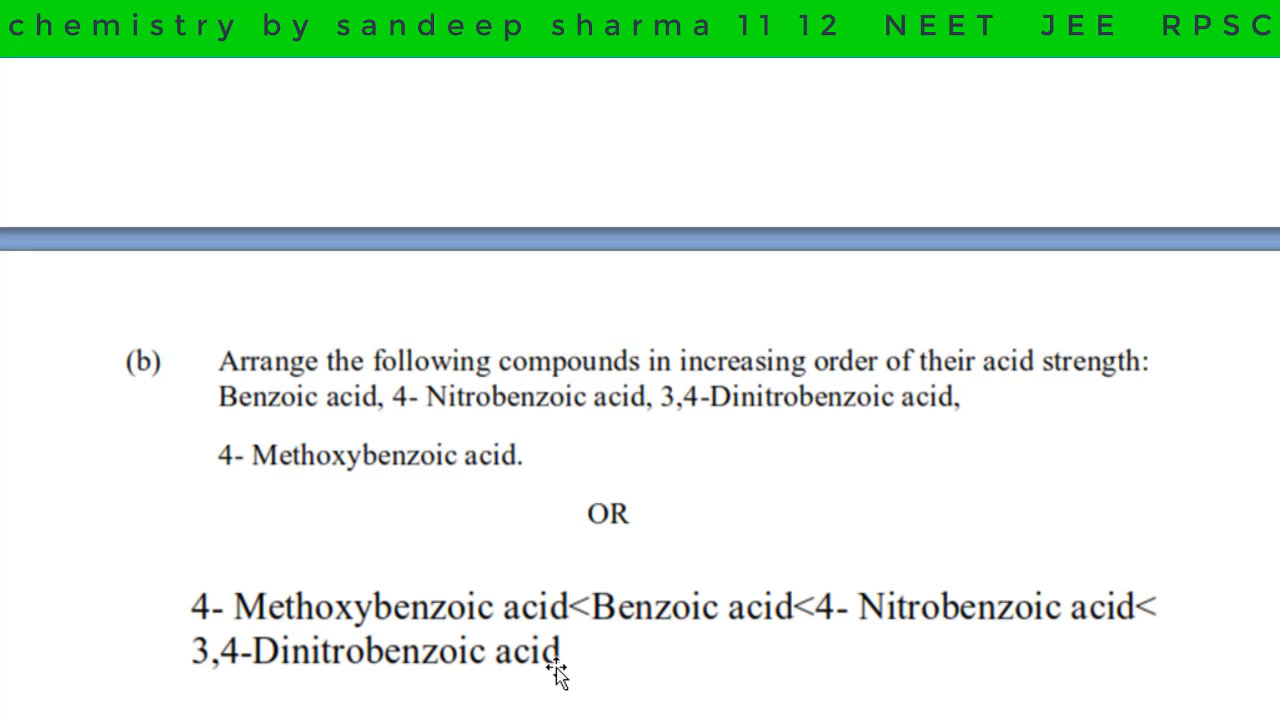 chemistry by sandeep sharma 11 12 NEET JEE RPSC
(b) Arrange the following compounds in increasing order of their acid strength:
Benzoic acid, 4- Nitrobenzoic acid, 3,4-Dinitrobenzoic acid,
4- Methoxybenzoic acid.
OR
4- Methoxybenzoic acid<Benzoic acid<4- Nitrobenzoic acid<
3,4-Dinitrobenzoic acid